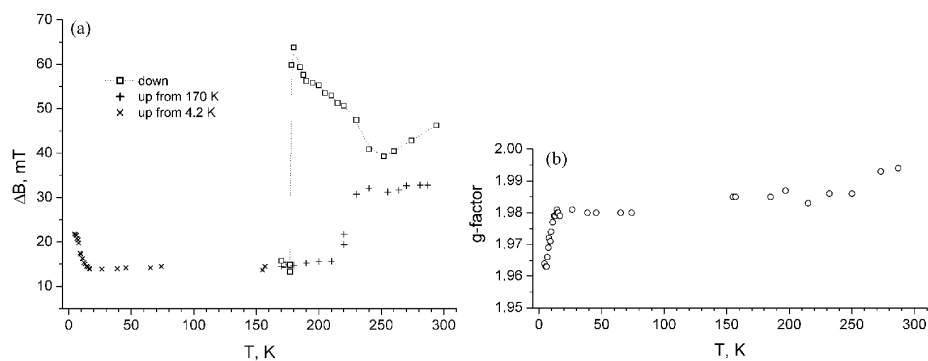 (a)
70
60
50
40
30
20
10
ΔB, mT
down
up from 170 K
up from 4.2 K
0 50 100 150 200 250 300
T, K
(b)
2.00
1.99
1.98
1.97
1.96
1.95
g-factor
0 50 100 150 200 250 300
T, K